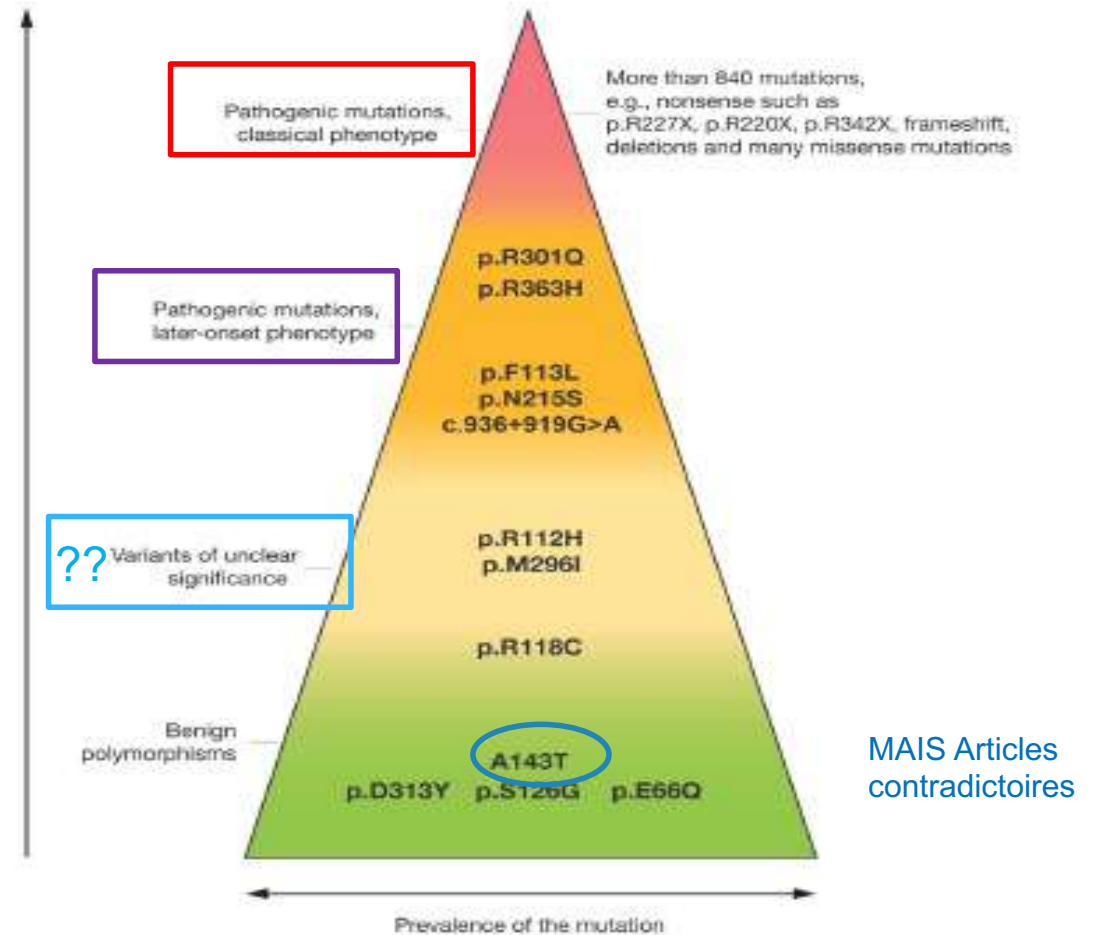 Pathogenic mutations,
classical phenotype
More than 840 mutations,
e.g., nonsense such as
p.R227X, p.R220X, p.R342X, frameshift,
deletions and many missense mutations
p.R301Q
p.R363H
Pathogenic mutations,
later-onset phenotype
p.F113L
p.N215S
c.936+919G>A
?? Variants of unclear
significance
p.R112H
p.M296I
p.R118C
Benign
polymorphisms
A143T
p.D313Y p.S126G p.E66Q
MAIS Articles
contradictoires
Prevalence of the mutation